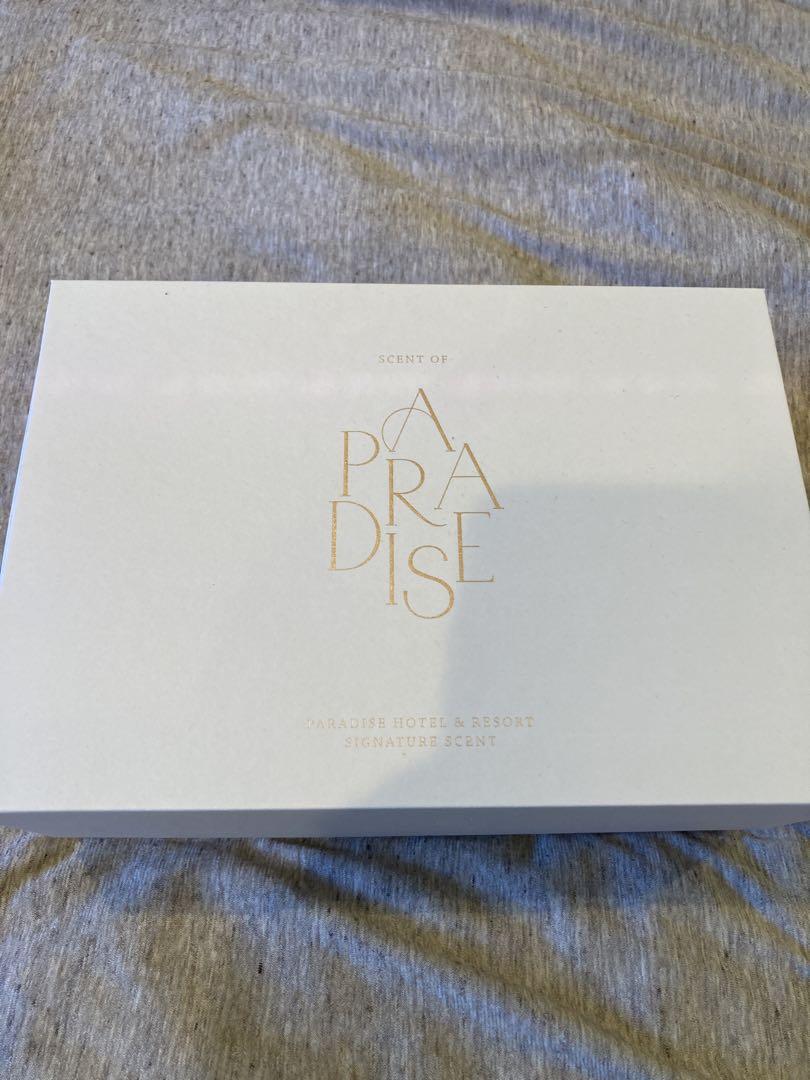 SCENT OF
PARADISE
PARADISE HOTEL & RESORT
SIGNATURE SCENT